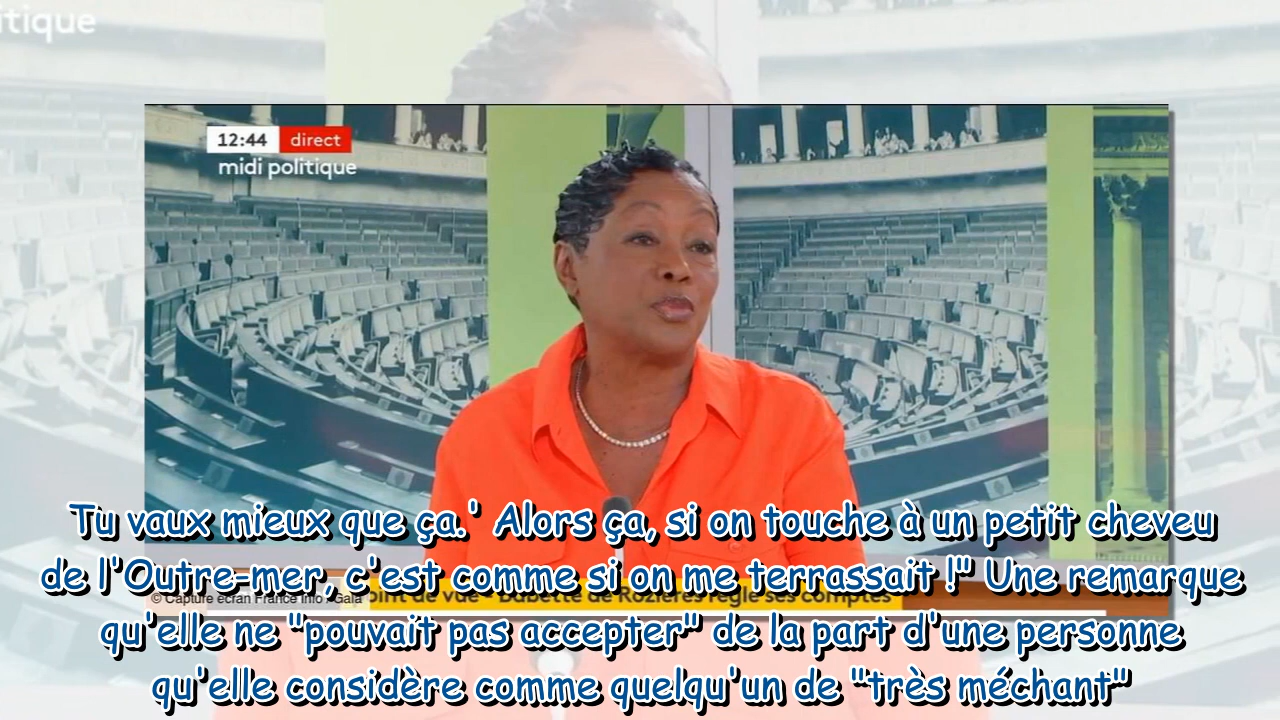 itique
12:44 direct
midi politique
Tu vaux mieux que ça.' Alors ça, si on touche à un petit cheveu
de l'Outre-mer, c'est comme si on me terrassait !" Une remarque
© Capture écran France Info / Gala
oint de vue - Babette de Rozières règle ses comptes
qu'elle ne "pouvait pas accepter" de la part d'une personne
qu'elle considère comme quelqu'un de "très méchant"